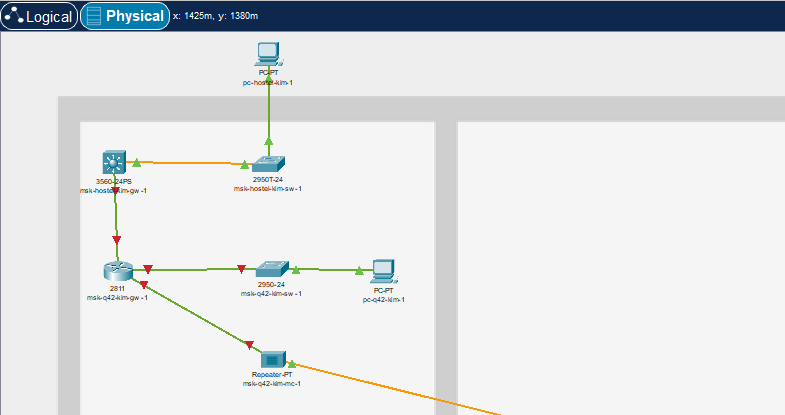 Logical
Physical
x: 1425m, y: 1380m
PC-PT
pc-hostel-kim-1
3560-24PS
msk-hostel-kim-gw-1
2950T-24
msk-hostel-kim-sw-1
2811
msk-q42-kim-gw-1
2950-24
msk-q42-kim-sw-1
PC-PT
pc-q42-kim-1
Repeater-PT
msk-q42-kim-mc-1